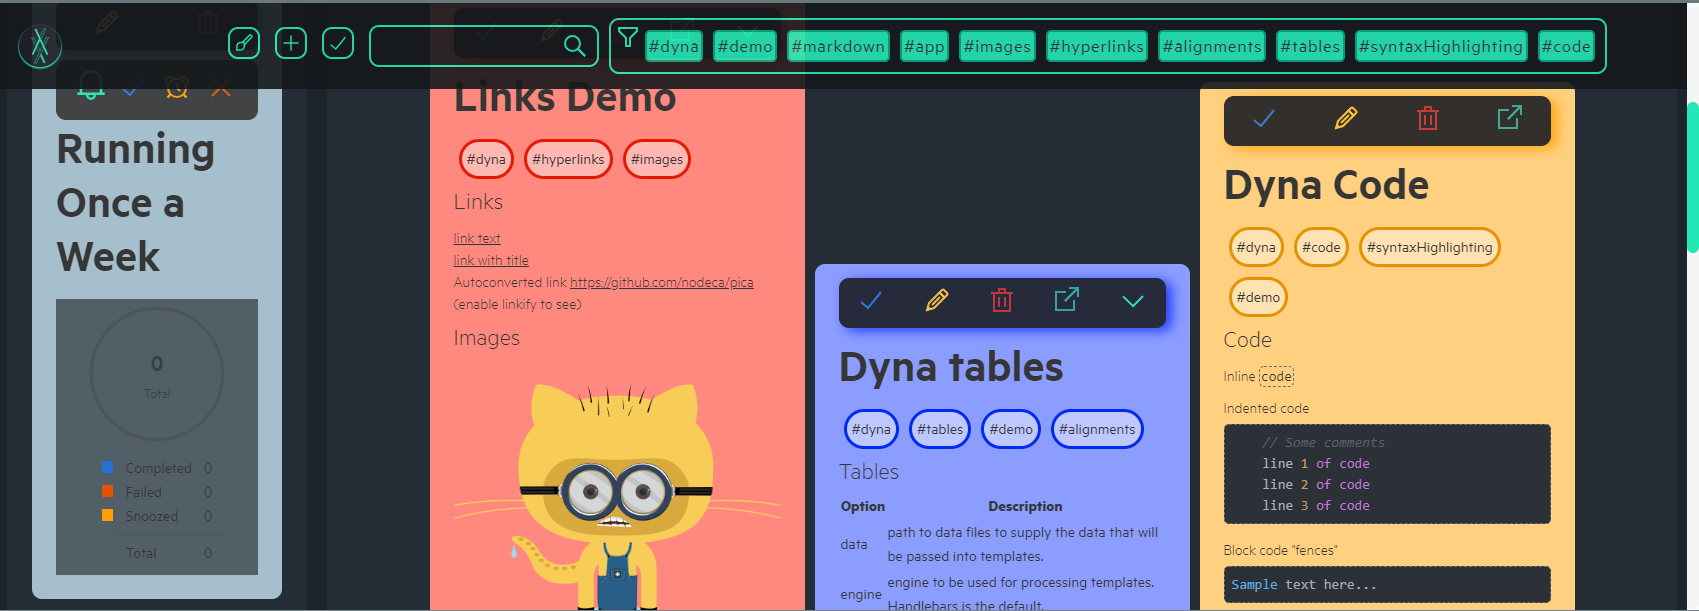 #dyna #demo #markdown #app #images #hyperlinks #alignments #tables #syntaxHighlighting #code
Running
Once a
Week
0
Total
Completed 0
Failed 0
Snoozed 0
Total 0
Links Demo
#dyna #hyperlinks #images
Links
link text
link with title
Autoconverted link https://github.com/nodeca/pica
(enable linkify to see)
Images
Dyna tables
#dyna #tables #demo #alignments
Tables
Option Description
data path to data files to supply the data that will
be passed into templates.
engine engine to be used for processing templates.
Handlebars is the default.
Dyna Code
#dyna #code #syntaxHighlighting
#demo
Code
Inline code
Indented code
// Some comments
line 1 of code
line 2 of code
line 3 of code
Block code "fences"
Sample text here...